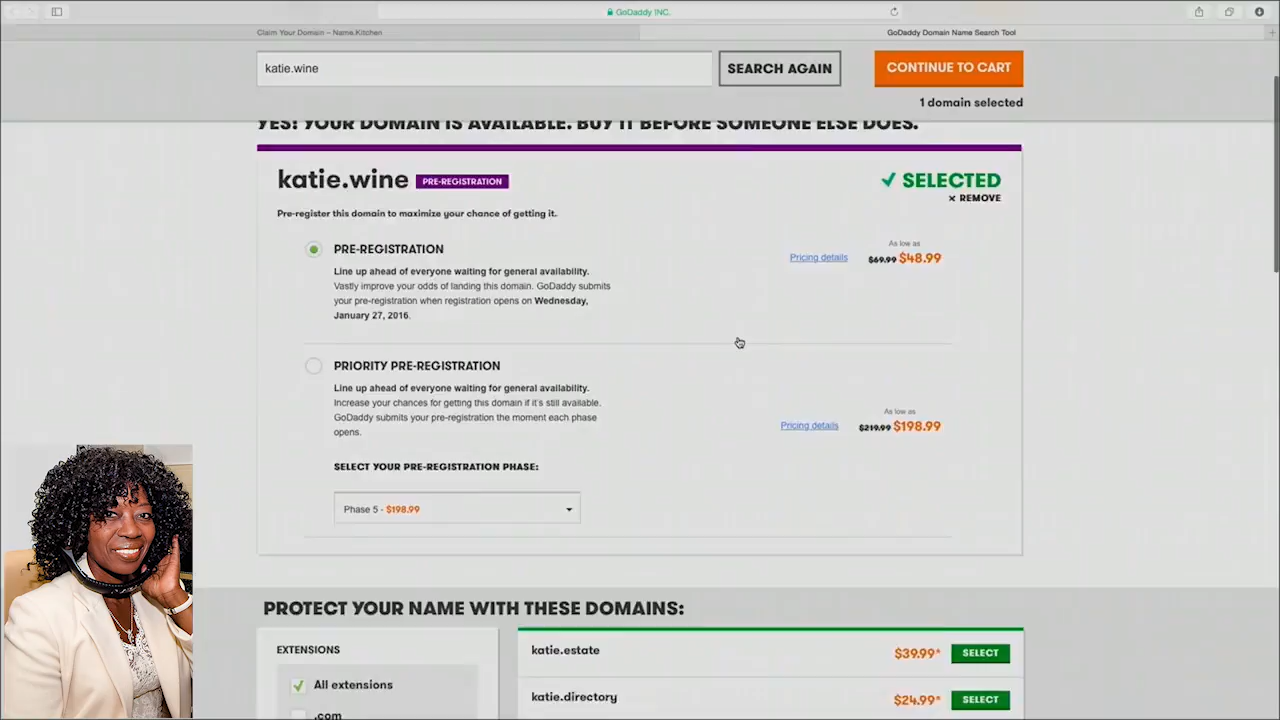 GoDaddy INC.
Claim Your Domain – Name.Kitchen
GoDaddy Domain Name Search Tool
katie.wine
SEARCH AGAIN
CONTINUE TO CART
1 domain selected
YES! YOUR DOMAIN IS AVAILABLE. BUY IT BEFORE SOMEONE ELSE DOES.
katie.wine PRE-REGISTRATION
✓ SELECTED
× REMOVE
Pre-register this domain to maximize your chance of getting it.
PRE-REGISTRATION
Line up ahead of everyone waiting for general availability.
Vastly improve your odds of landing this domain. GoDaddy submits
your pre-registration when registration opens on Wednesday,
January 27, 2016.
Pricing details
As low as
$69.99 $48.99
PRIORITY PRE-REGISTRATION
Line up ahead of everyone waiting for general availability.
Increase your chances for getting this domain if it's still available.
GoDaddy submits your pre-registration the moment each phase
opens.
Pricing details
As low as
$219.99 $198.99
SELECT YOUR PRE-REGISTRATION PHASE:
Phase 5 - $198.99
PROTECT YOUR NAME WITH THESE DOMAINS:
EXTENSIONS
All extensions
.com
katie.estate
$39.99*
SELECT
katie.directory
$24.99*
SELECT